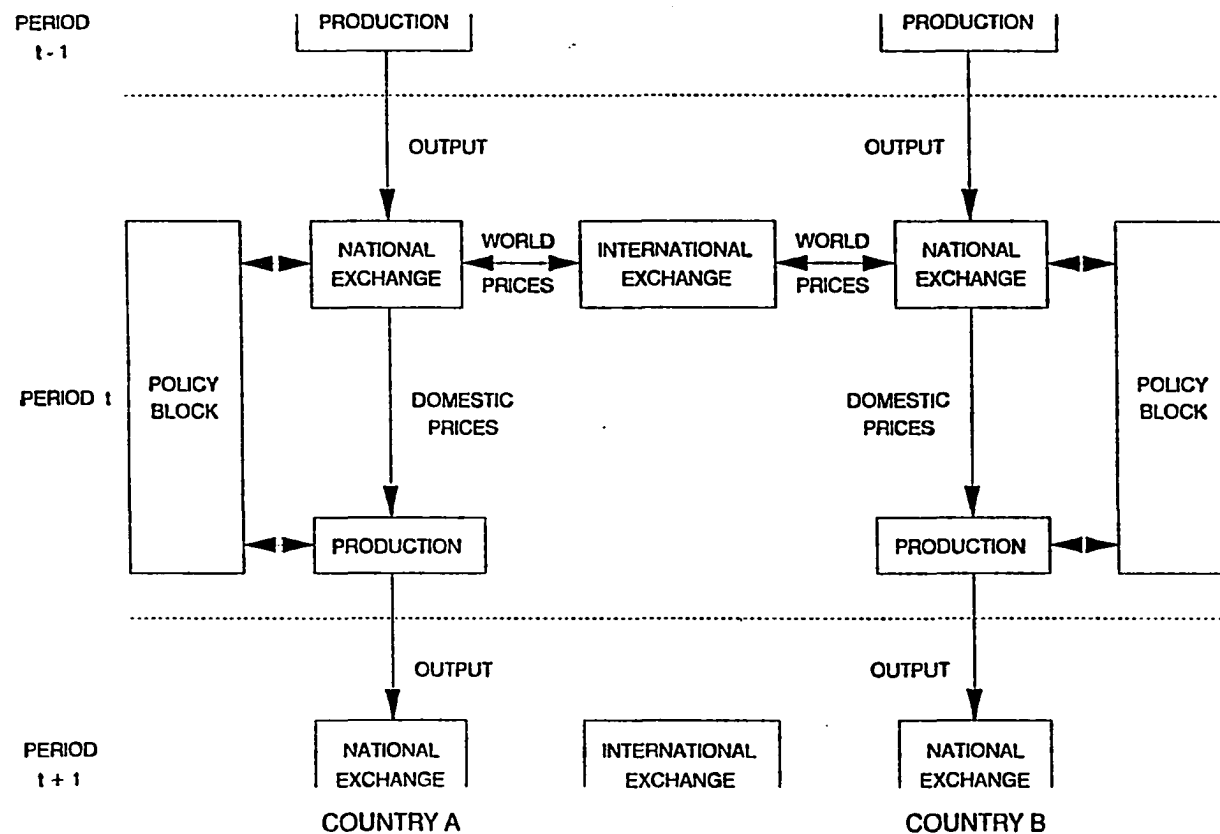 PERIOD
t - 1
PRODUCTION
PRODUCTION
OUTPUT
OUTPUT
NATIONAL
EXCHANGE
WORLD
PRICES
INTERNATIONAL
EXCHANGE
WORLD
PRICES
NATIONAL
EXCHANGE
PERIOD t
POLICY
BLOCK
DOMESTIC
PRICES
DOMESTIC
PRICES
POLICY
BLOCK
PRODUCTION
PRODUCTION
OUTPUT
OUTPUT
PERIOD
t + 1
NATIONAL
EXCHANGE
INTERNATIONAL
EXCHANGE
NATIONAL
EXCHANGE
COUNTRY A
COUNTRY B